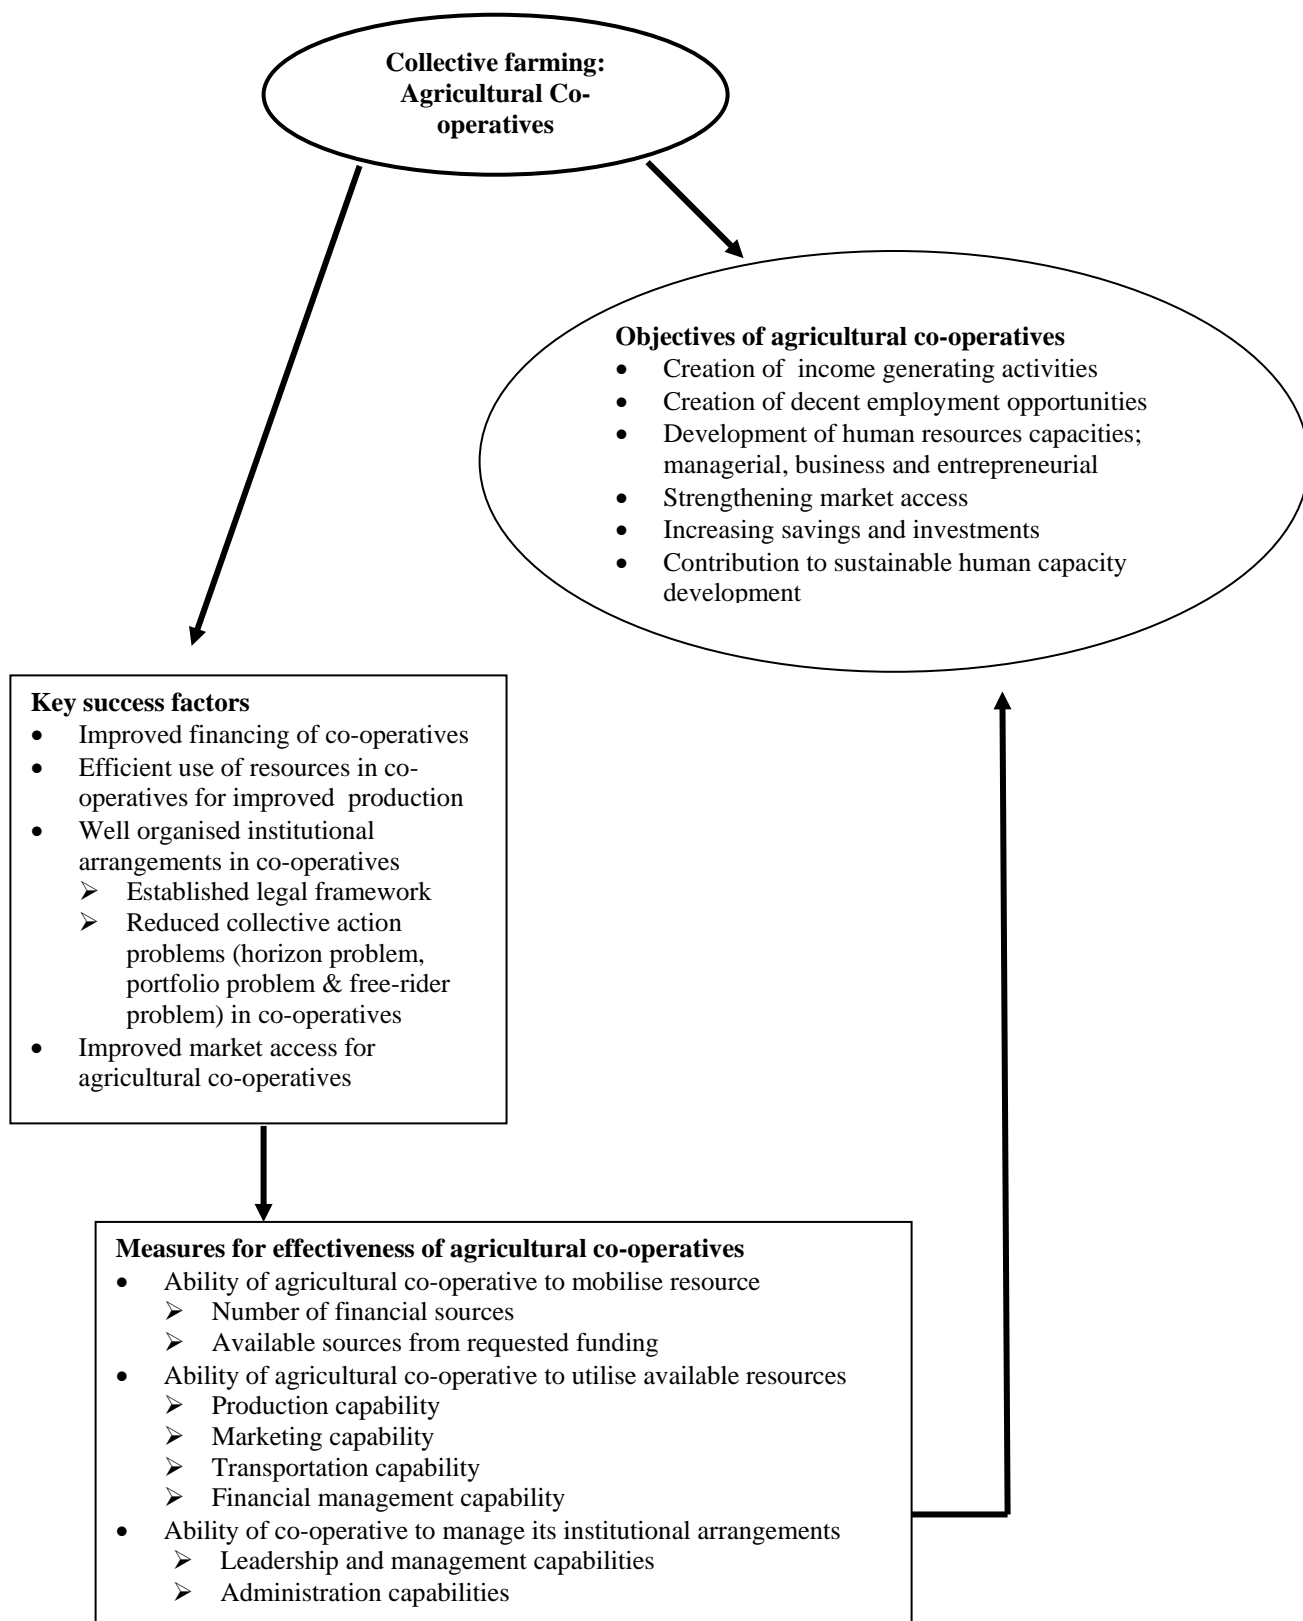 Collective farming:
Agricultural Co-
operatives
Objectives of agricultural co-operatives
• Creation of  income generating activities
• Creation of decent employment opportunities
• Development of human resources capacities;
managerial, business and entrepreneurial
• Strengthening market access
• Increasing savings and investments
• Contribution to sustainable human capacity
development
Key success factors
• Improved financing of co-operatives
• Efficient use of resources in co-
operatives for improved  production
• Well organised institutional
arrangements in co-operatives
➢ Established legal framework
➢ Reduced collective action
problems (horizon problem,
portfolio problem & free-rider
problem) in co-operatives
• Improved market access for
agricultural co-operatives
Measures for effectiveness of agricultural co-operatives
• Ability of agricultural co-operative to mobilise resource
➢ Number of financial sources
➢ Available sources from requested funding
• Ability of agricultural co-operative to utilise available resources
➢ Production capability
➢ Marketing capability
➢ Transportation capability
➢ Financial management capability
• Ability of co-operative to manage its institutional arrangements
➢ Leadership and management capabilities
➢ Administration capabilities